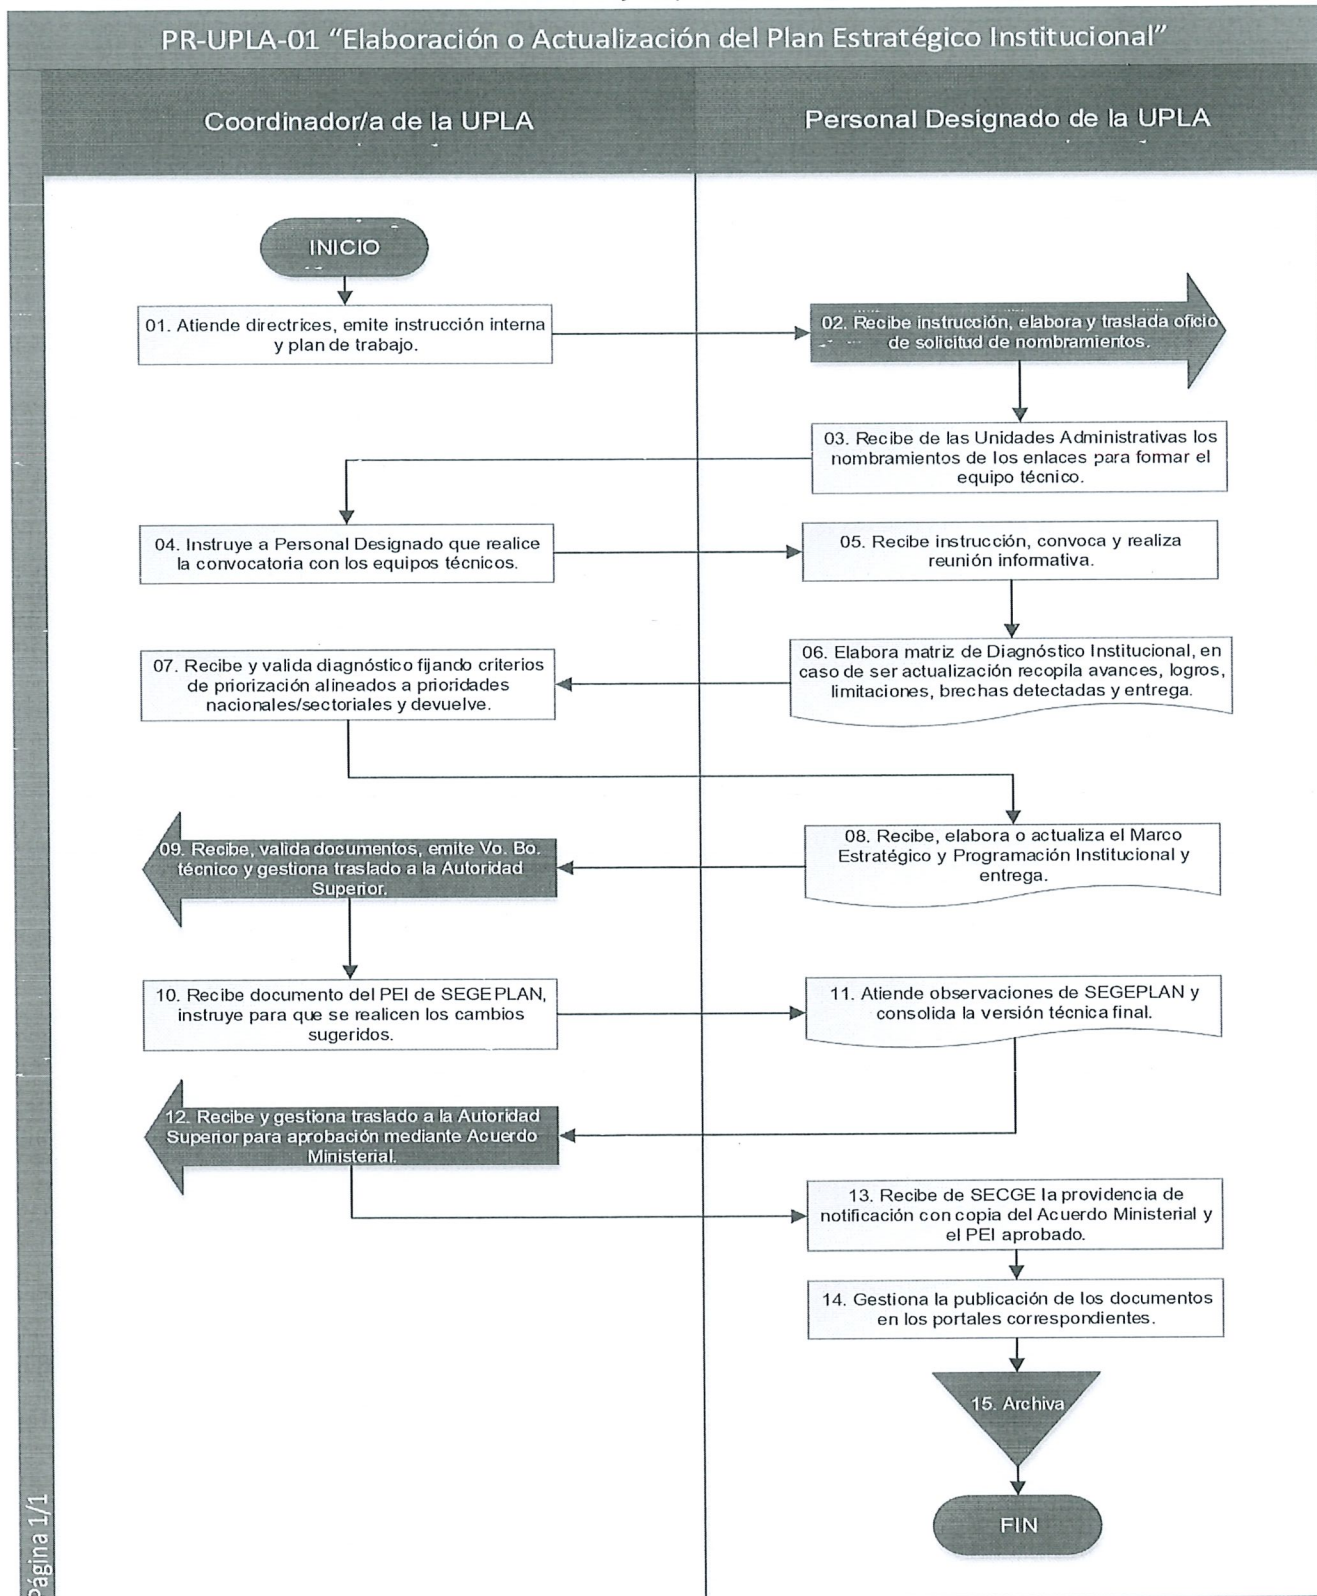 PR-UPLA-01 “Elaboración o Actualización del Plan Estratégico Institucional”
Coordinador/a de la UPLA
Personal Designado de la UPLA
INICIO
01. Atiende directrices, emite instrucción interna
y plan de trabajo.
02. Recibe instrucción, elabora y traslada oficio
de solicitud de nombramientos.
03. Recibe de las Unidades Administrativas los
nombramientos de los enlaces para formar el
equipo técnico.
04. Instruye a Personal Designado que realice
la convocatoria con los equipos técnicos.
05. Recibe instrucción, convoca y realiza
reunión informativa.
06. Elabora matriz de Diagnóstico Institucional, en
caso de ser actualización recopila avances, logros,
limitaciones, brechas detectadas y entrega.
07. Recibe y valida diagnóstico fijando criterios
de priorización alineados a prioridades
nacionales/sectoriales y devuelve.
08. Recibe, elabora o actualiza el Marco
Estratégico y Programación Institucional y
entrega.
09. Recibe, valida documentos, emite Vo. Bo.
técnico y gestiona traslado a la Autoridad
Superior.
10. Recibe documento del PEI de SEGEPLAN,
instruye para que se realicen los cambios
sugeridos.
11. Atiende observaciones de SEGEPLAN y
consolida la versión técnica final.
12. Recibe y gestiona traslado a la Autoridad
Superior para aprobación mediante Acuerdo
Ministerial.
13. Recibe de SECGE la providencia de
notificación con copia del Acuerdo Ministerial y
el PEI aprobado.
14. Gestiona la publicación de los documentos
en los portales correspondientes.
15. Archiva
FIN
Página 1/1